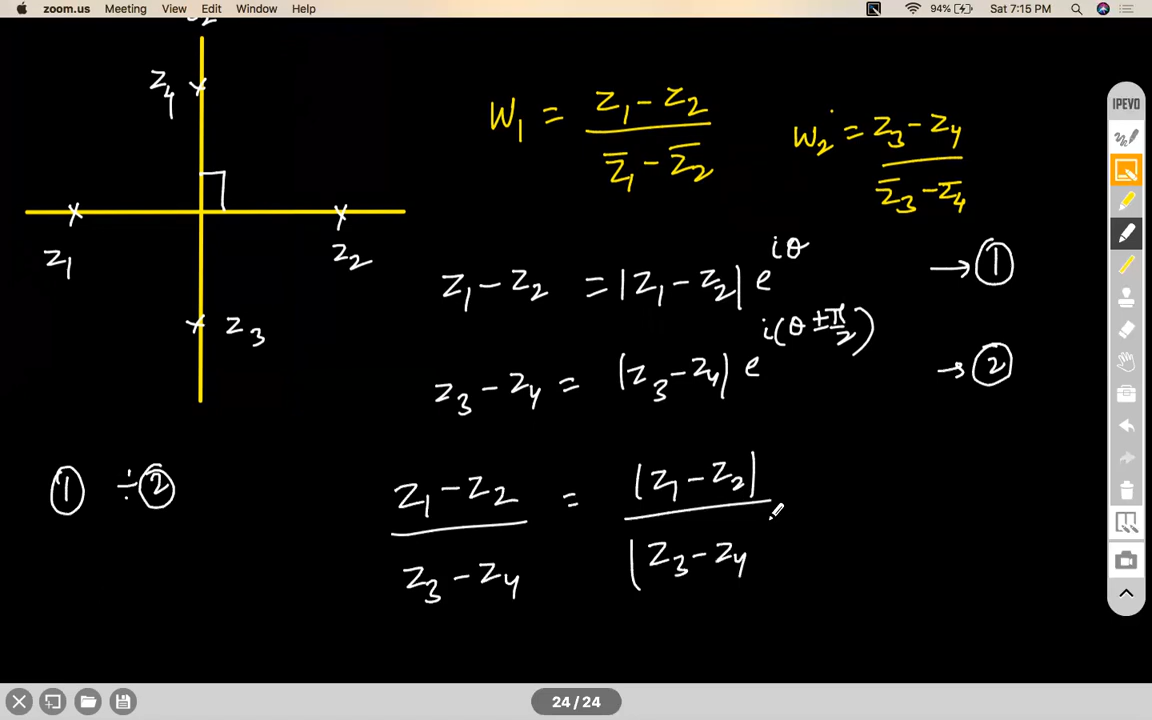 zoom.us Meeting View Edit Window Help 94% Sat 7:15 PM
z4
W1 = z1 - z2 / z̅1 - z̅2
w2 = z3 - z4 / z̅3 - z̅4
IPEVO
z1
z2
z1 - z2 = |z1 - z2| e^iθ → ①
z3
z3 - z4 = |z3 - z4| e^i(θ ± π/2) → ②
① ÷ ② z1 - z2 / z3 - z4 = |z1 - z2| / |z3 - z4
24 / 24